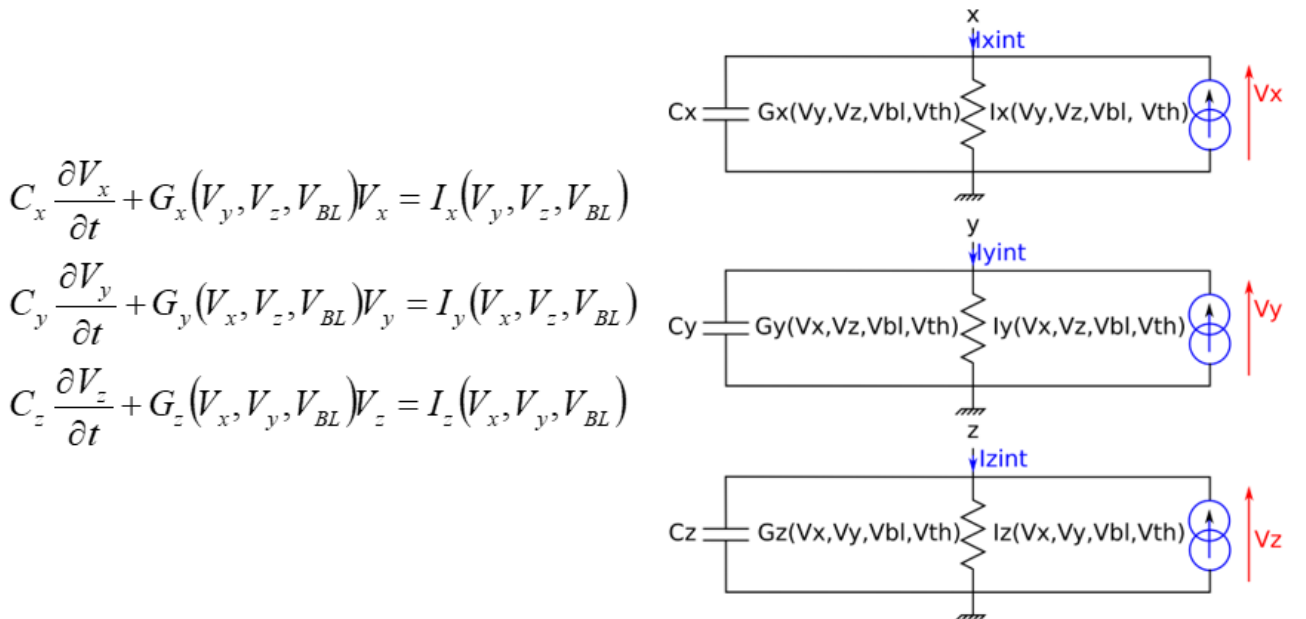 C_x ∂V_x/∂t + G_x(V_y, V_z, V_BL)V_x = I_x(V_y, V_z, V_BL)
C_y ∂V_y/∂t + G_y(V_x, V_z, V_BL)V_y = I_y(V_x, V_z, V_BL)
C_z ∂V_z/∂t + G_z(V_x, V_y, V_BL)V_z = I_z(V_x, V_y, V_BL)
x
Ixint
Cx Gx(Vy,Vz,Vbl,Vth) Ix(Vy,Vz,Vbl, Vth) Vx
y
Iyint
Cy Gy(Vx,Vz,Vbl,Vth) Iy(Vx,Vz,Vbl,Vth) Vy
z
Izint
Cz Gz(Vx,Vy,Vbl,Vth) Iz(Vx,Vy,Vbl,Vth) Vz